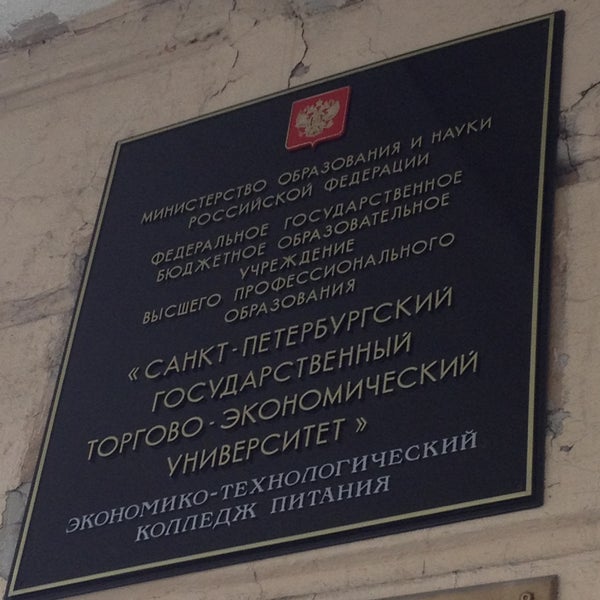 МИНИСТЕРСТВО ОБРАЗОВАНИЯ И НАУКИ
РОССИЙСКОЙ ФЕДЕРАЦИИ
ФЕДЕРАЛЬНОЕ ГОСУДАРСТВЕННОЕ
БЮДЖЕТНОЕ ОБРАЗОВАТЕЛЬНОЕ
УЧРЕЖДЕНИЕ
ВЫСШЕГО ПРОФЕССИОНАЛЬНОГО
ОБРАЗОВАНИЯ
«САНКТ-ПЕТЕРБУРГСКИЙ
ГОСУДАРСТВЕННЫЙ
ТОРГОВО-ЭКОНОМИЧЕСКИЙ
УНИВЕРСИТЕТ»
ЭКОНОМИКО-ТЕХНОЛОГИЧЕСКИЙ
КОЛЛЕДЖ ПИТАНИЯ